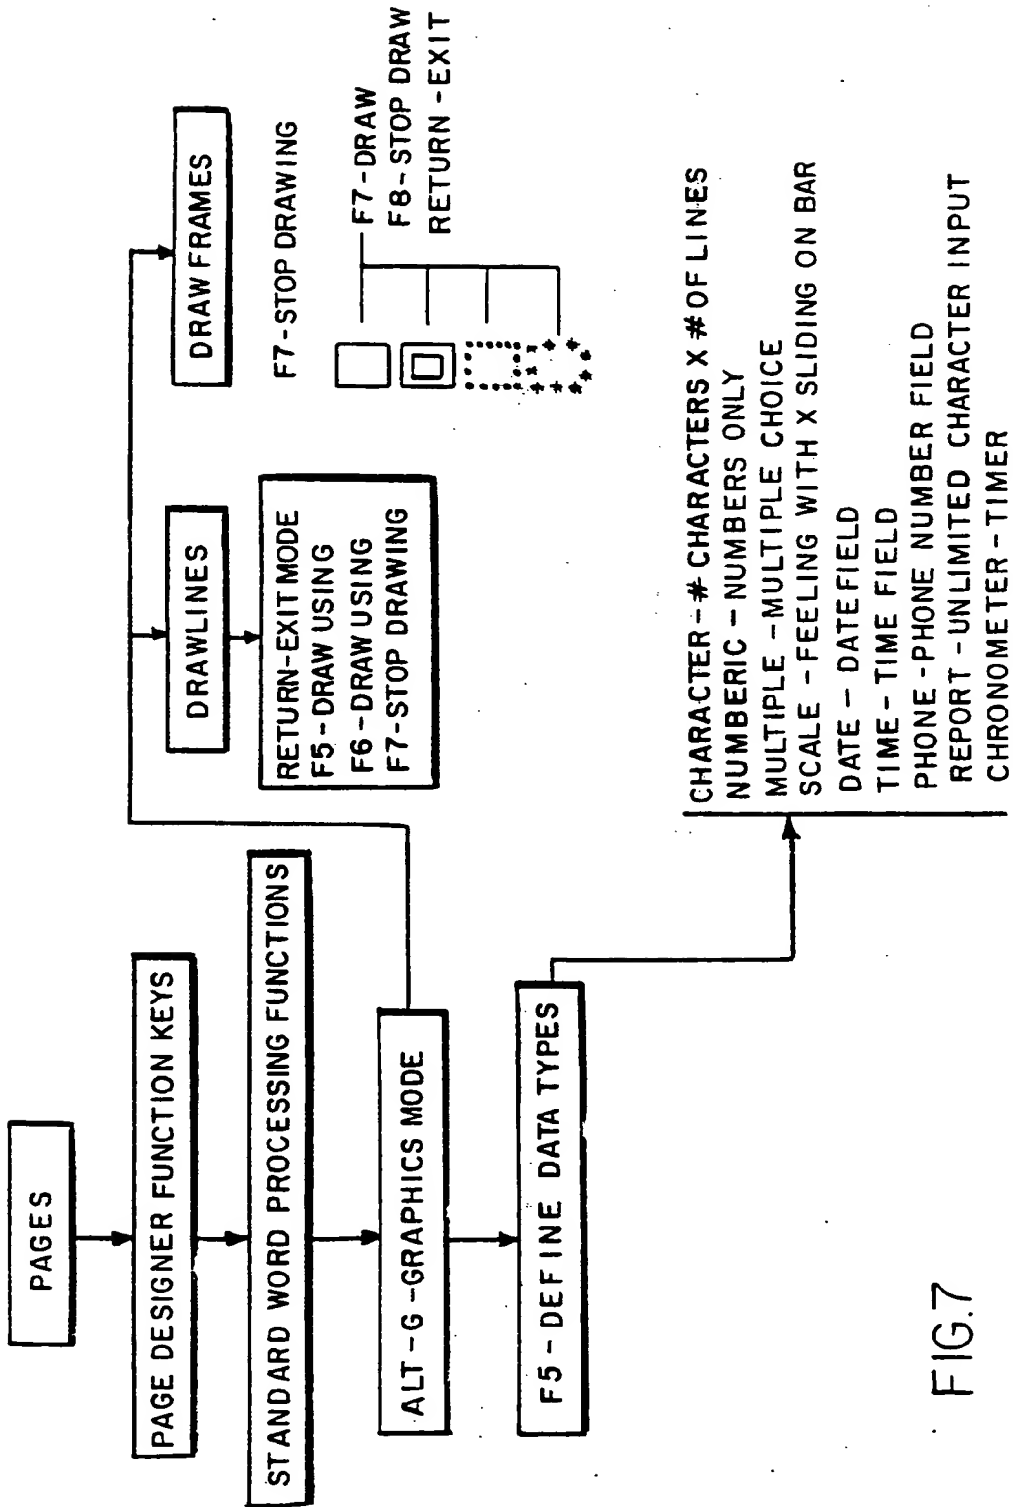 PAGES
PAGE DESIGNER FUNCTION KEYS
STANDARD WORD PROCESSING FUNCTIONS
ALT-G-GRAPHICS MODE
F5-DEFINE DATA TYPES
DRAWLINES
RETURN-EXIT MODE
F5-DRAW USING
F6-DRAW USING
F7-STOP DRAWING
DRAW FRAMES
F7-STOP DRAWING
F7-DRAW
F8-STOP DRAW
RETURN-EXIT
CHARACTER-# CHARACTERS X # OF LINES
NUMBERIC-NUMBERS ONLY
MULTIPLE-MULTIPLE CHOICE
SCALE-FEELING WITH X SLIDING ON BAR
DATE-DATEFIELD
TIME-TIME FIELD
PHONE-PHONE NUMBER FIELD
REPORT-UNLIMITED CHARACTER INPUT
CHRONOMETER-TIMER
FIG.7